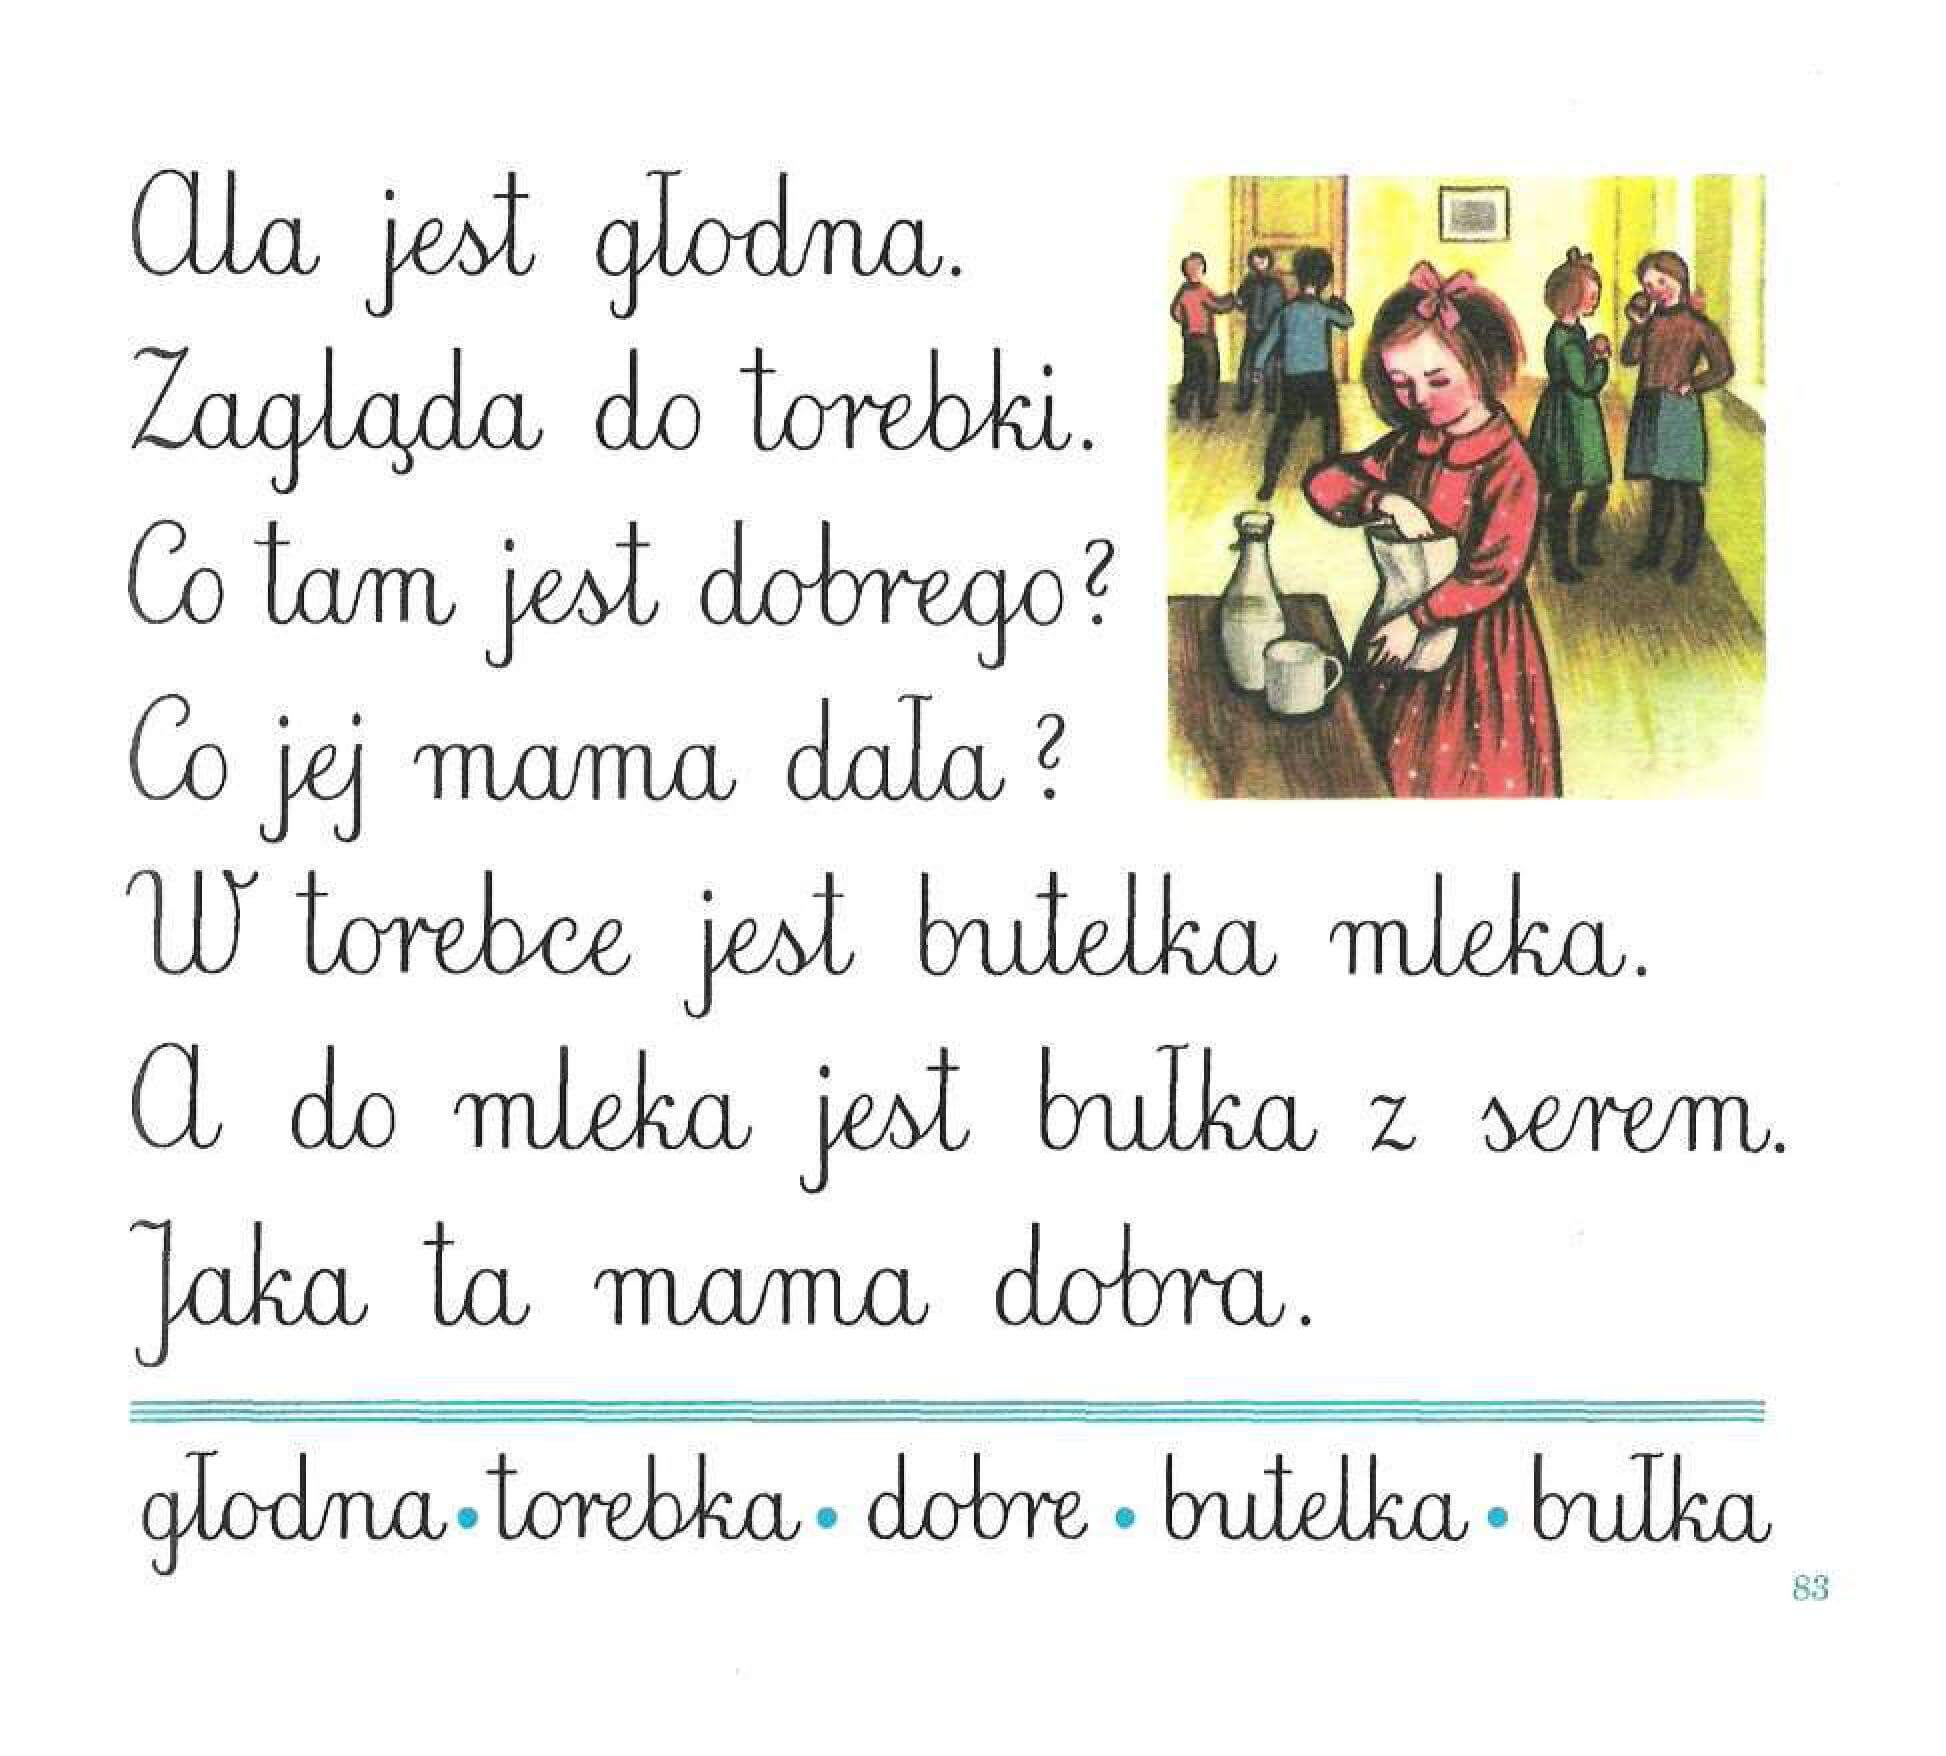 Ala jest głodna.
Zagląda do torebki.
Co tam jest dobrego?
Co jej mama dała?
W torebce jest butelka mleka.
A do mleka jest bułka z serem.
Jaka ta mama dobra.
głodna • torebka • dobre • butelka • bułka
83